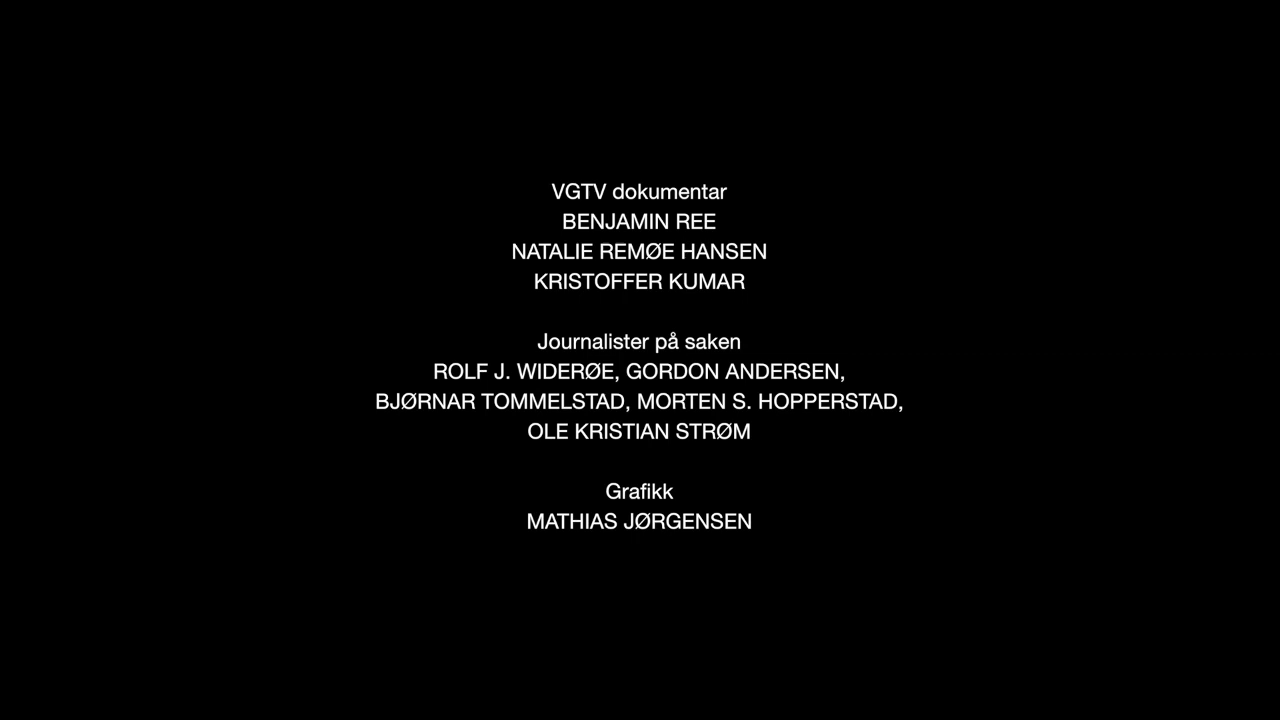 VGTV dokumentar
BENJAMIN REE
NATALIE REMØE HANSEN
KRISTOFFER KUMAR
Journalister på saken
ROLF J. WIDERØE, GORDON ANDERSEN,
BJØRNAR TOMMELSTAD, MORTEN S. HOPPERSTAD,
OLE KRISTIAN STRØM
Grafikk
MATHIAS JØRGENSEN